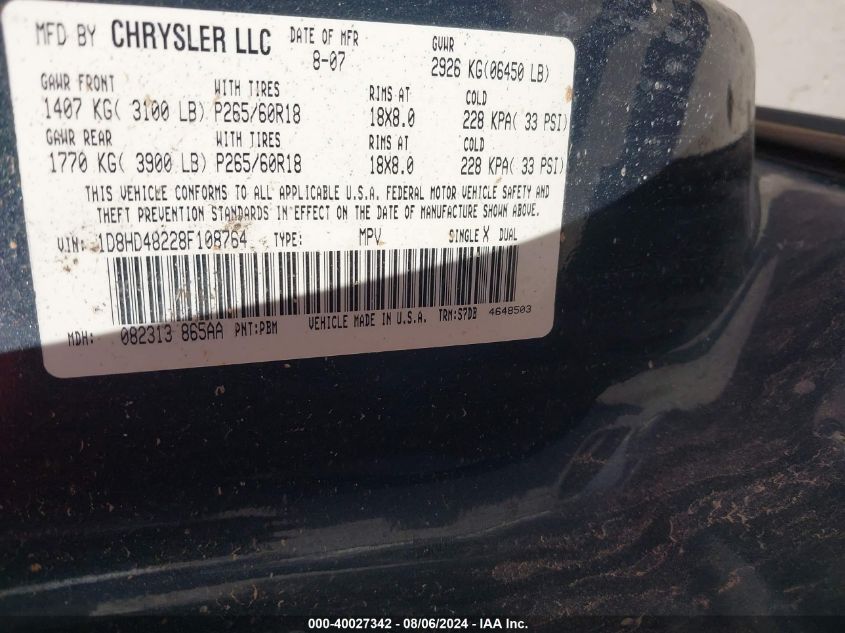 MFD BY CHRYSLER LLC DATE OF MFR 8-07 GVWR 2926 KG(06450 LB)
GAWR FRONT WITH TIRES RIMS AT COLD
1407 KG( 3100 LB) P265/60R18 18X8.0 228 KPA( 33 PSI)
GAWR REAR WITH TIRES RIMS AT COLD
1770 KG( 3900 LB) P265/60R18 18X8.0 228 KPA( 33 PSI)
THIS VEHICLE CONFORMS TO ALL APPLICABLE U.S.A. FEDERAL MOTOR VEHICLE SAFETY AND
THEFT PREVENTION STANDARDS IN EFFECT ON THE DATE OF MANUFACTURE SHOWN ABOVE.
VIN: 1D8HD48228F108764 TYPE: MPV SINGLE X DUAL
MDH: 082313 865AA PNT:PBM VEHICLE MADE IN U.S.A. TRM:S7DB 4648503
000-40027342 - 08/06/2024 - IAA Inc.